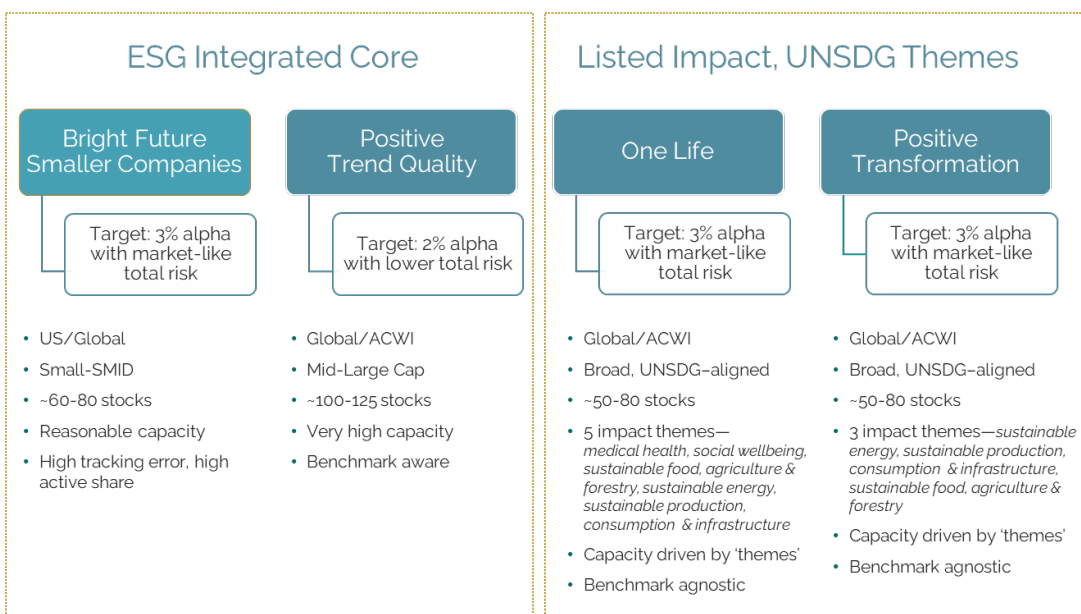 ESG Integrated Core
Bright Future
Smaller Companies
Target: 3% alpha
with market-like
total risk
• US/Global
• Small-SMID
• ~60-80 stocks
• Reasonable capacity
• High tracking error, high
active share
Positive
Trend Quality
Target: 2% alpha
with lower total risk
• Global/ACWI
• Mid-Large Cap
• ~100-125 stocks
• Very high capacity
• Benchmark aware
Listed Impact, UNSDG Themes
One Life
Target: 3% alpha
with market-like
total risk
• Global/ACWI
• Broad, UNSDG–aligned
• ~50-80 stocks
• 5 impact themes—
medical health, social wellbeing,
sustainable food, agriculture &
forestry, sustainable energy,
sustainable production,
consumption & infrastructure
• Capacity driven by ‘themes’
• Benchmark agnostic
Positive
Transformation
Target: 3% alpha
with market-like
total risk
• Global/ACWI
• Broad, UNSDG–aligned
• ~50-80 stocks
• 3 impact themes—sustainable
energy, sustainable production,
consumption & infrastructure,
sustainable food, agriculture &
forestry
• Capacity driven by ‘themes’
• Benchmark agnostic